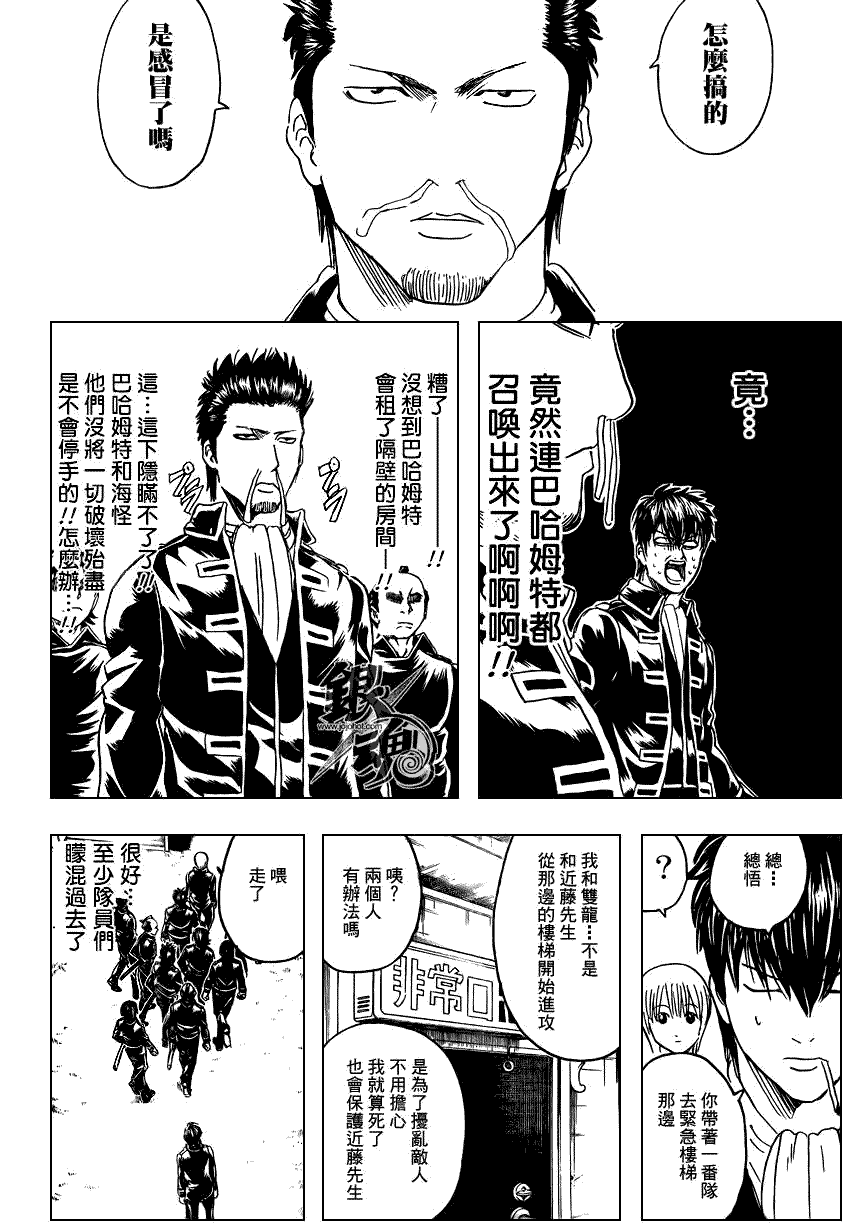 怎麼搞的
是感冒了嗎
竟…
竟然連巴哈姆特都
召喚出來了啊啊啊!!
糟了——!!
沒想到巴哈姆特
會租了隔壁的房間—!!
這…這下隱瞞不了了!!
巴哈姆特和海怪
他們沒將一切破壞殆盡
是不會停手的!!怎麼辦…!!
銀魂
www.jojohot.com
總…
總悟
?
你帶著一番隊
去緊急樓梯
那邊
我和雙龍…不是
和近藤先生
從那邊的樓梯開始進攻
咦?
兩個人
有辦法嗎
非常口
是為了擾亂敵人
不用擔心
我就算死了
也會保護近藤先生
喂
走了
很好…
至少隊員們
矇混過去了